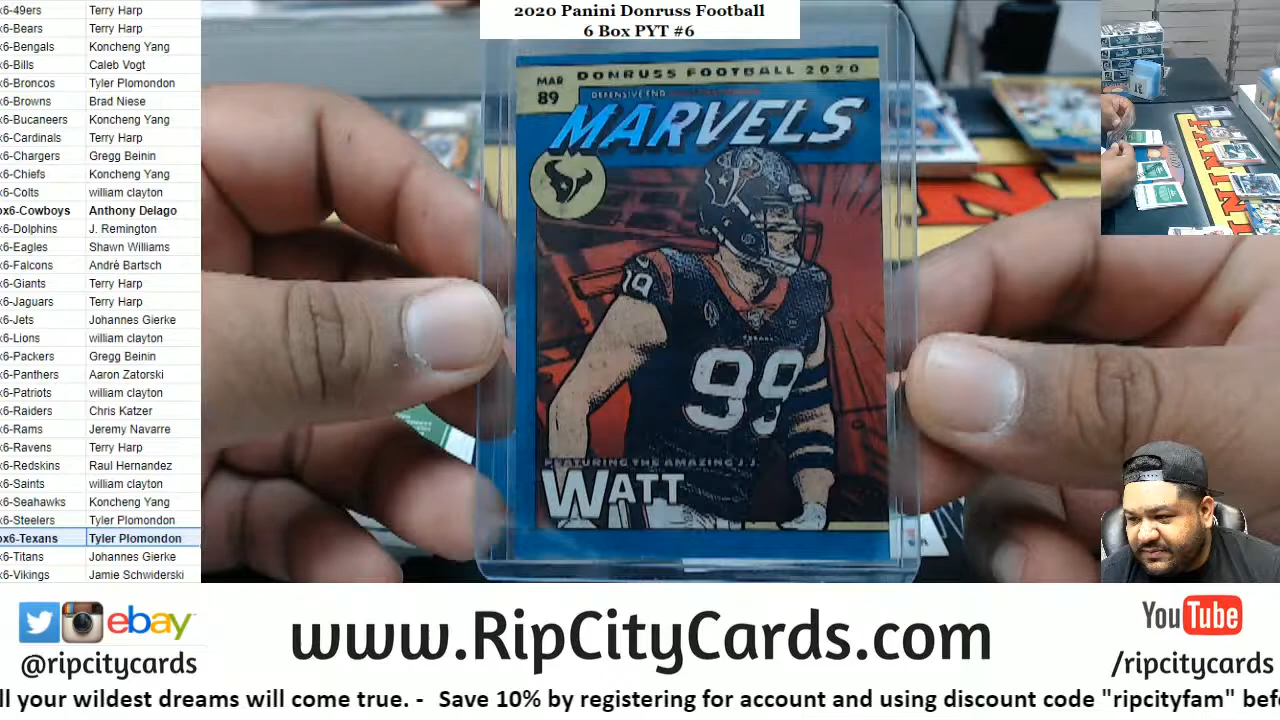 2020 Panini Donruss Football
6 Box PYT #6
x6-49ers Terry Harp
x6-Bears Terry Harp
x6-Bengals Koncheng Yang
x6-Bills Caleb Vogt
x6-Broncos Tyler Plomondon
x6-Browns Brad Niese
x6-Bucaneers Koncheng Yang
x6-Cardinals Terry Harp
x6-Chargers Gregg Beinin
x6-Chiefs Koncheng Yang
x6-Colts william clayton
ox6-Cowboys Anthony Delago
x6-Dolphins J. Remington
x6-Eagles Shawn Williams
x6-Falcons André Bartsch
x6-Giants Terry Harp
x6-Jaguars Terry Harp
x6-Jets Johannes Gierke
x6-Lions william clayton
x6-Packers Gregg Beinin
x6-Panthers Aaron Zatorski
x6-Patriots william clayton
x6-Raiders Chris Katzer
x6-Rams Jeremy Navarre
x6-Ravens Terry Harp
x6-Redskins Raul Hernandez
x6-Saints william clayton
x6-Seahawks Koncheng Yang
x6-Steelers Tyler Plomondon
ox6-Texans Tyler Plomondon
x6-Titans Johannes Gierke
x6-Vikings Jamie Schwiderski
MAR
89
DONRUSS FOOTBALL 2020
DEFENSIVE END
MARVELS
99
FEATURING THE AMAZING J.J.
WATT
PANINI
ebay
@ripcitycards
www.RipCityCards.com
YouTube
/ripcitycards
ll your wildest dreams will come true. - Save 10% by registering for account and using discount code "ripcityfam" befo